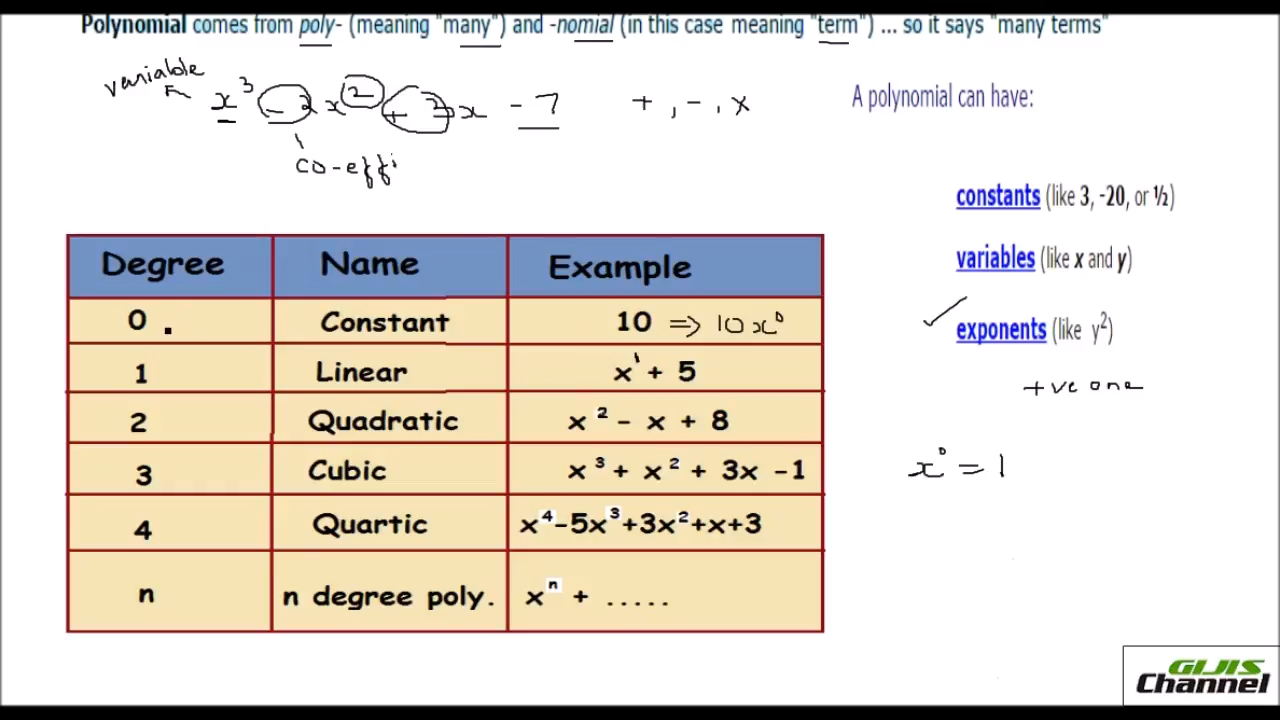 Polynomial comes from poly- (meaning "many") and -nomial (in this case meaning "term") ... so it says "many terms"
variable
x³ - 2x² + 3x - 7 + , - , x
co-effi
A polynomial can have:
constants (like 3, -20, or ½)
variables (like x and y)
exponents (like y²)
+ve one
x⁰ = 1
Degree Name Example
0 . Constant 10 ⇒ 10x⁰
1 Linear x¹ + 5
2 Quadratic x² - x + 8
3 Cubic x³ + x² + 3x -1
4 Quartic x⁴-5x³+3x²+x+3
n n degree poly. xⁿ + .....
GIJIS
Channel